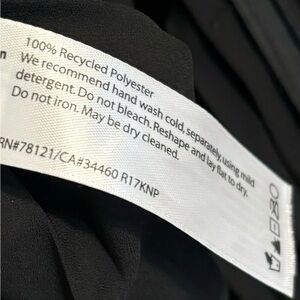 100% Recycled Polyester
We recommend hand wash cold, separately, using mild
detergent. Do not bleach. Reshape and lay flat to dry.
Do not iron. May be dry cleaned.
RN#78121/CA#34460 R17KNP